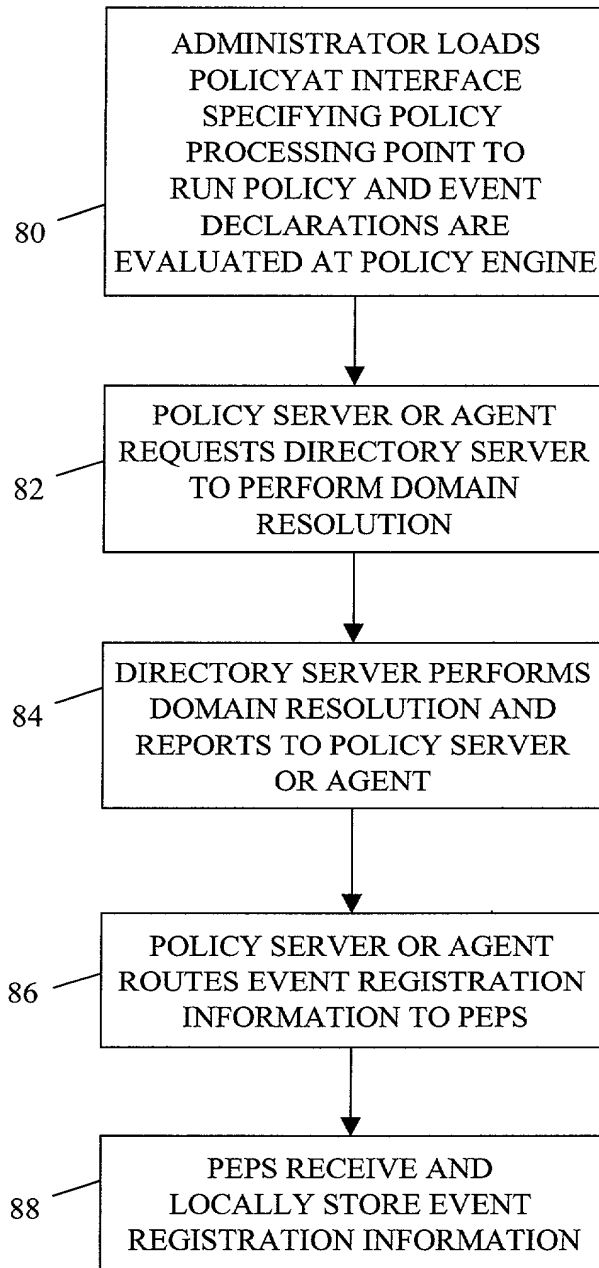 ADMINISTRATOR LOADS
POLICYAT INTERFACE
SPECIFYING POLICY
PROCESSING POINT TO
RUN POLICY AND EVENT
DECLARATIONS ARE
EVALUATED AT POLICY ENGINE
80
POLICY SERVER OR AGENT
REQUESTS DIRECTORY SERVER
TO PERFORM DOMAIN
RESOLUTION
82
DIRECTORY SERVER PERFORMS
DOMAIN RESOLUTION AND
REPORTS TO POLICY SERVER
OR AGENT
84
POLICY SERVER OR AGENT
ROUTES EVENT REGISTRATION
INFORMATION TO PEPS
86
PEPS RECEIVE AND
LOCALLY STORE EVENT
REGISTRATION INFORMATION
88